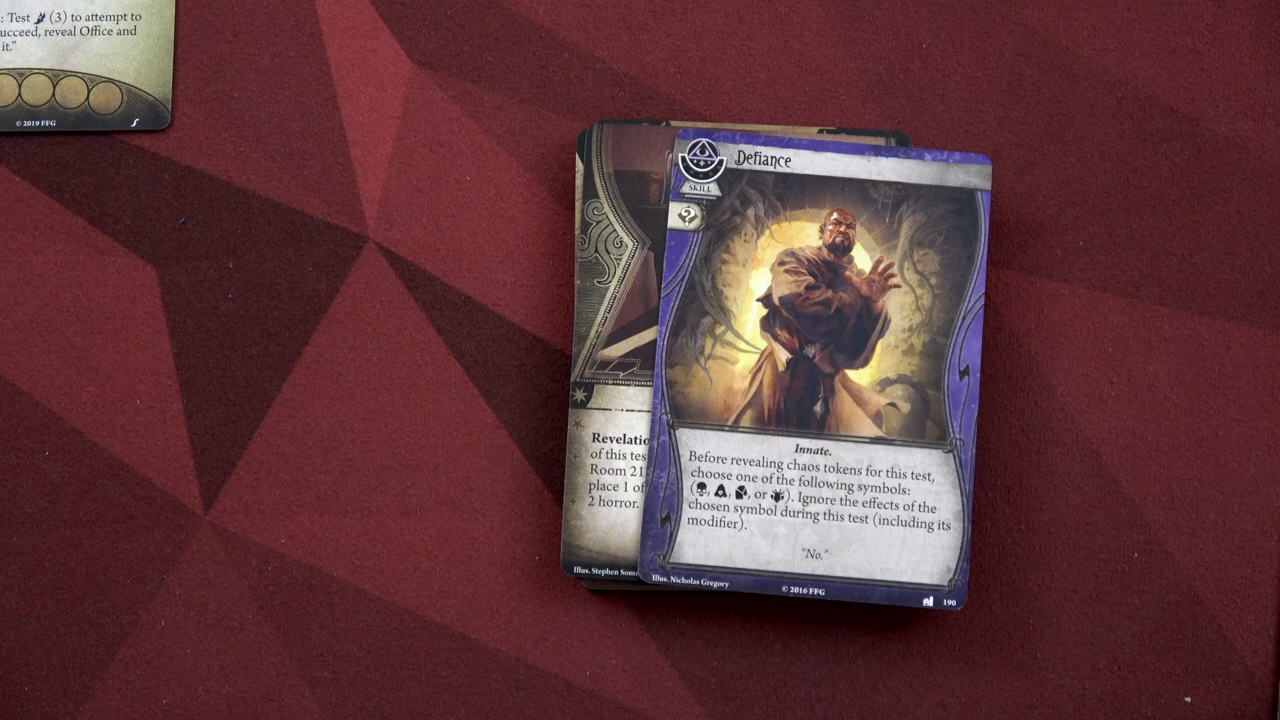 : Test (3) to attempt to
ucceed, reveal Office and
it."
© 2019 FFG
Defiance
SKILL
?
Innate.
Before revealing chaos tokens for this test,
choose one of the following symbols:
( , , , or ). Ignore the effects of the
chosen symbol during this test (including its
modifier).
"No."
Illus. Nicholas Gregory
© 2016 FFG
190
Revelatio
of this tes
Room 21
place 1 of
2 horror.
Illus. Stephen Som